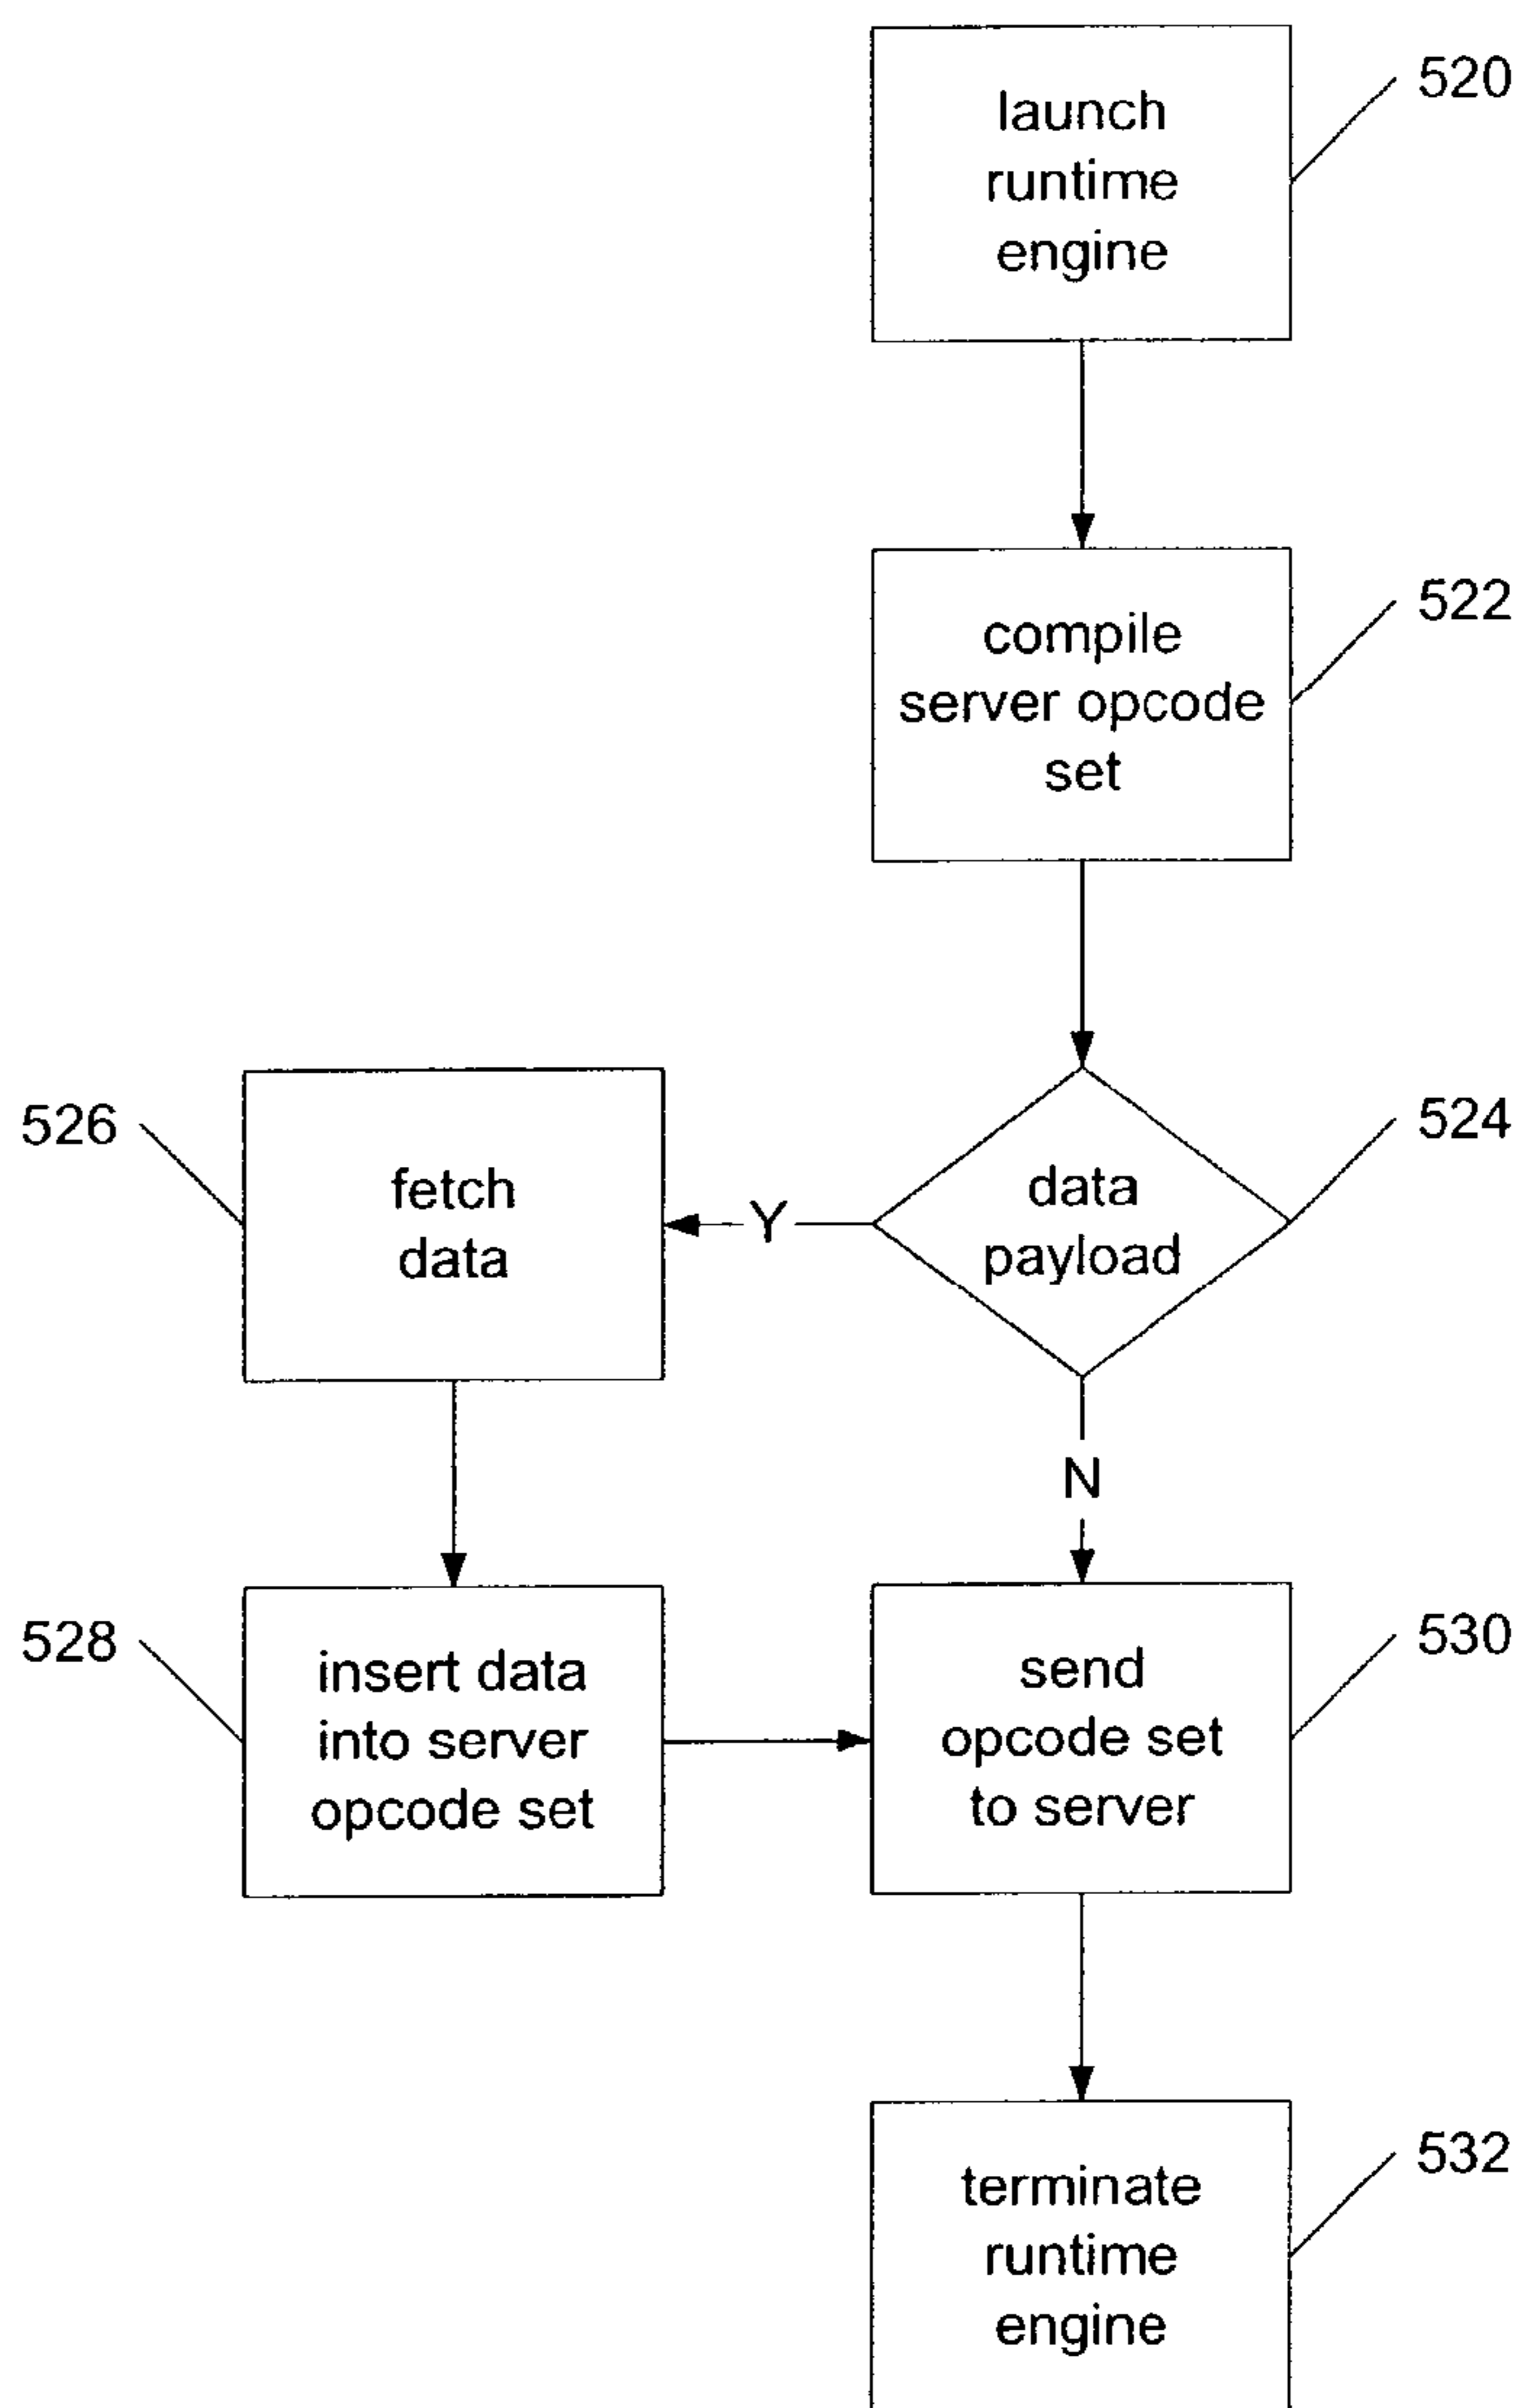 launch
runtime
engine
520
compile
server opcode
set
522
data
payload
524
Y
fetch
data
526
N
insert data
into server
opcode set
528
send
opcode set
to server
530
terminate
runtime
engine
532